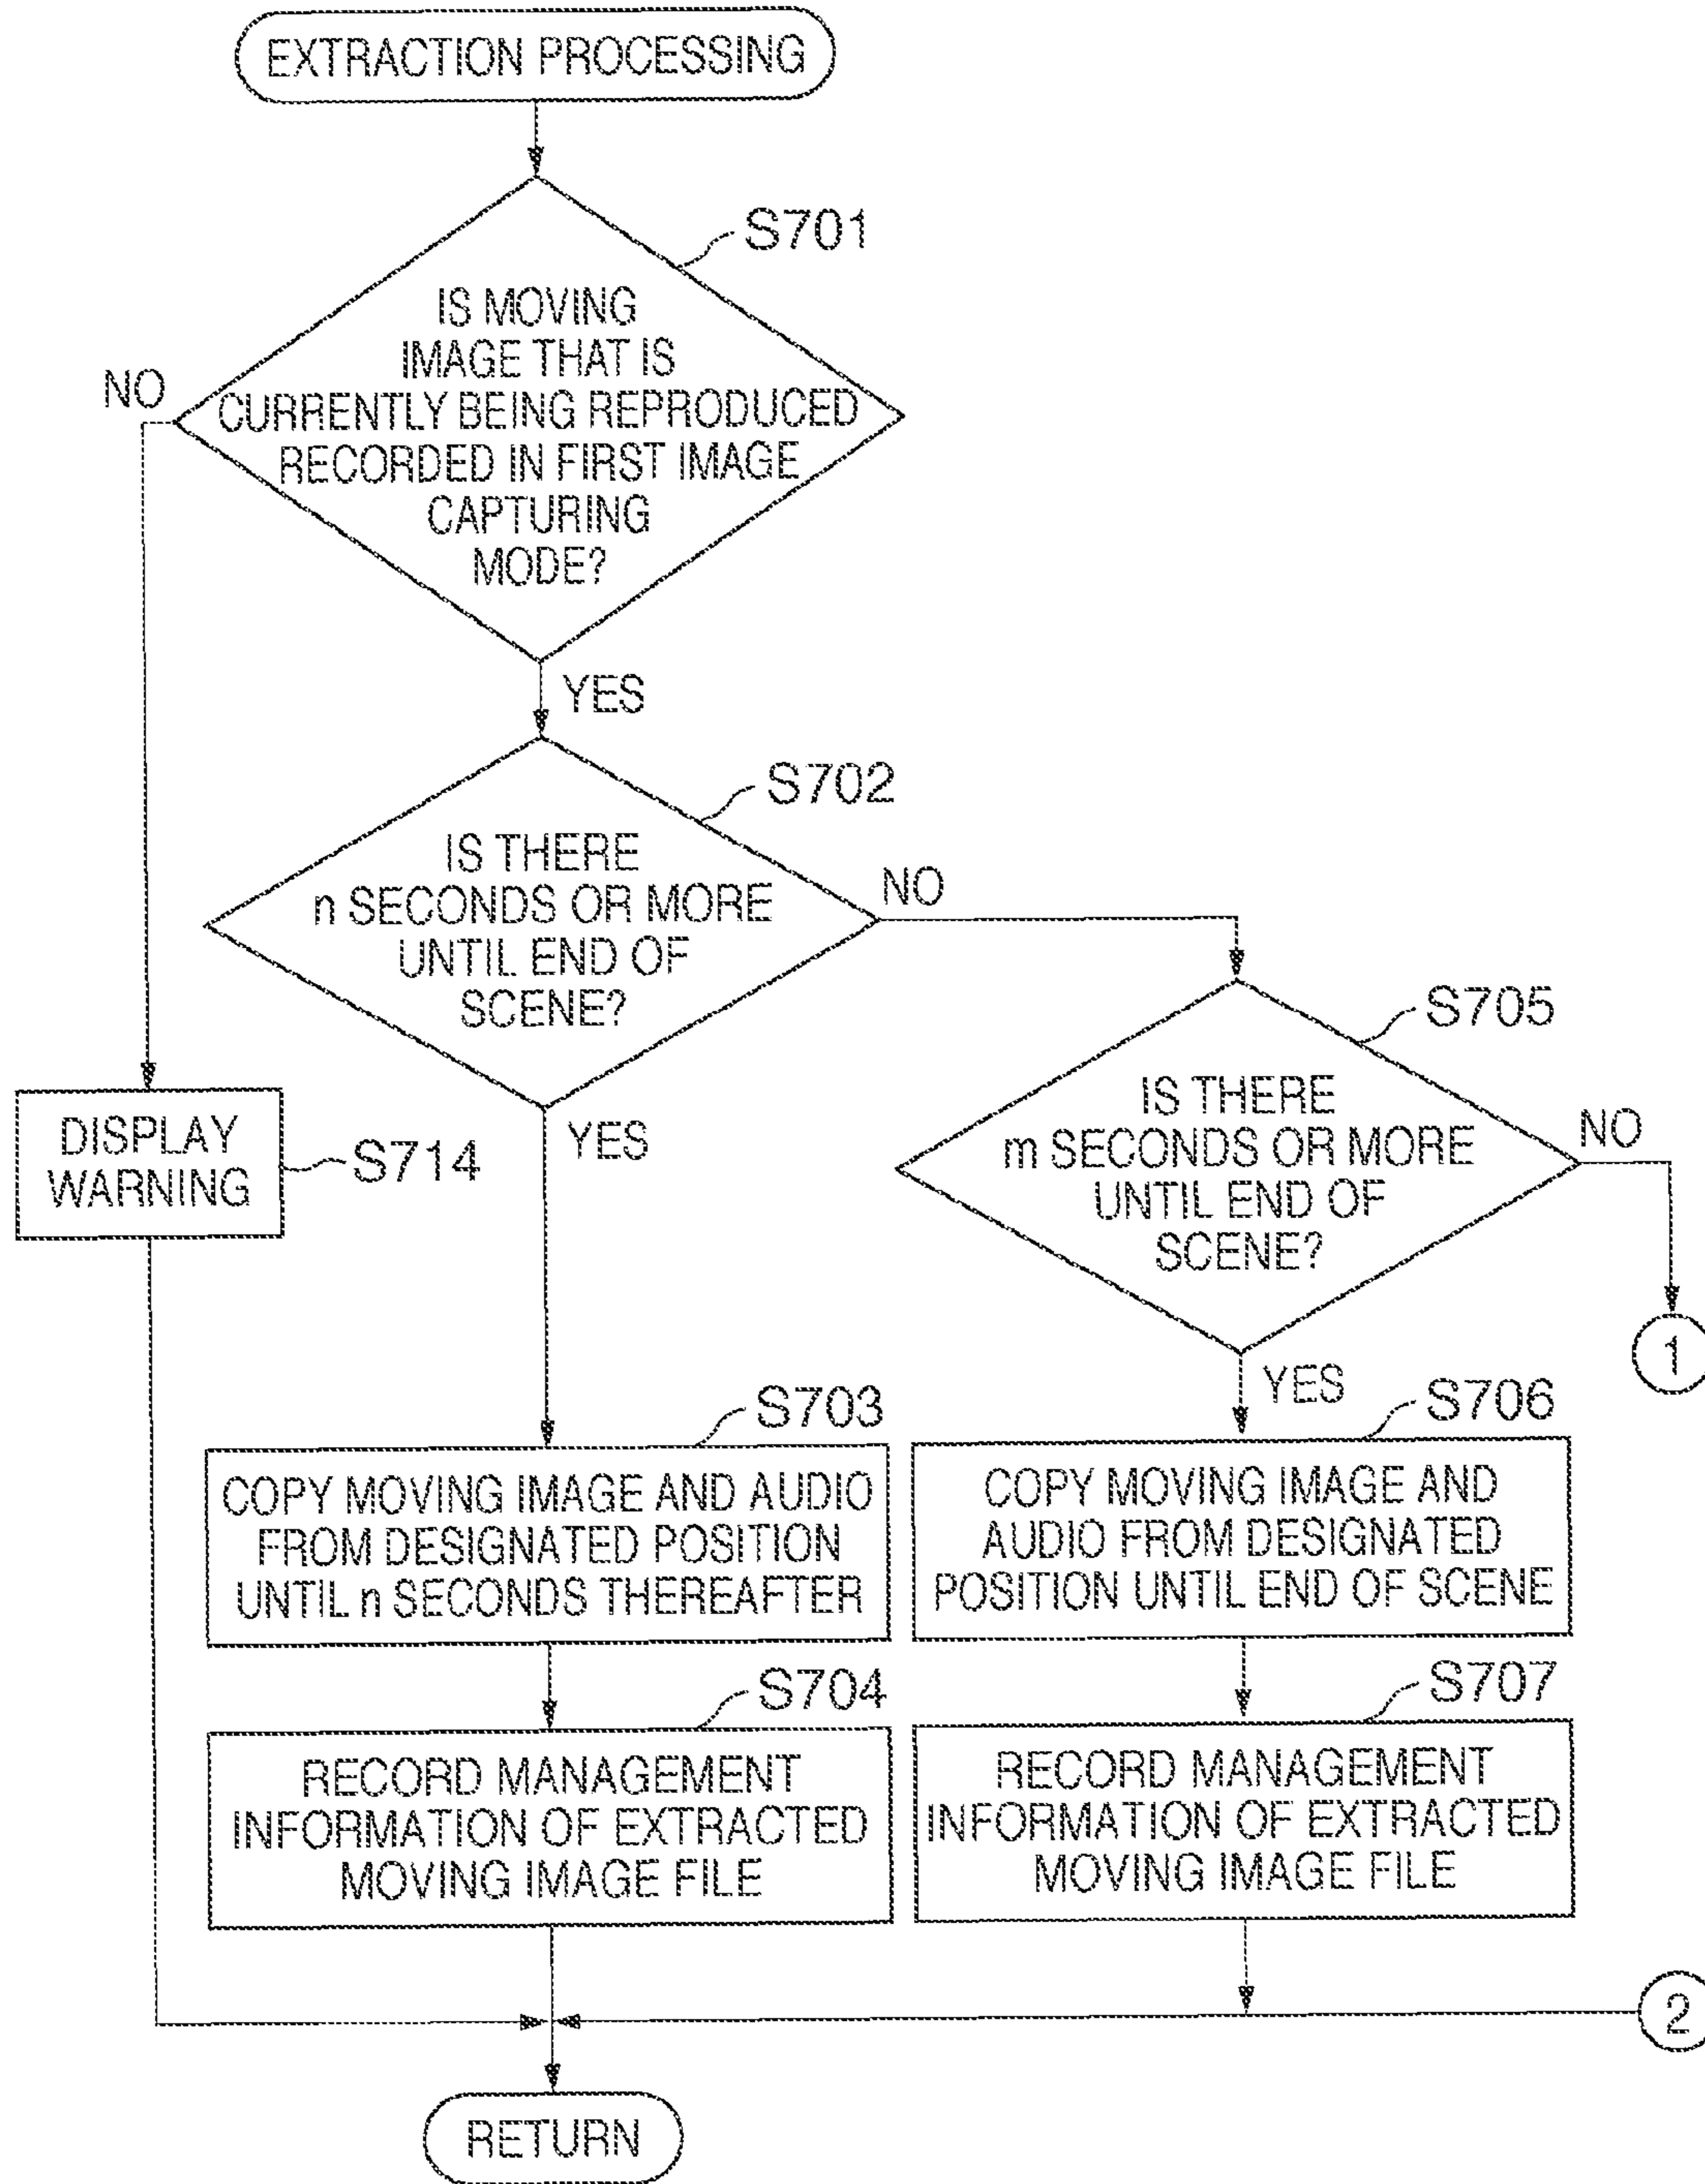 EXTRACTION PROCESSING
S701
IS MOVING
IMAGE THAT IS
CURRENTLY BEING REPRODUCED
RECORDED IN FIRST IMAGE
CAPTURING
MODE?
NO
YES
S702
IS THERE
n SECONDS OR MORE
UNTIL END OF
SCENE?
NO
YES
S705
IS THERE
m SECONDS OR MORE
UNTIL END OF
SCENE?
NO
1
YES
DISPLAY
WARNING
S714
S703
COPY MOVING IMAGE AND AUDIO
FROM DESIGNATED POSITION
UNTIL n SECONDS THEREAFTER
S706
COPY MOVING IMAGE AND
AUDIO FROM DESIGNATED
POSITION UNTIL END OF SCENE
S704
RECORD MANAGEMENT
INFORMATION OF EXTRACTED
MOVING IMAGE FILE
S707
RECORD MANAGEMENT
INFORMATION OF EXTRACTED
MOVING IMAGE FILE
2
RETURN